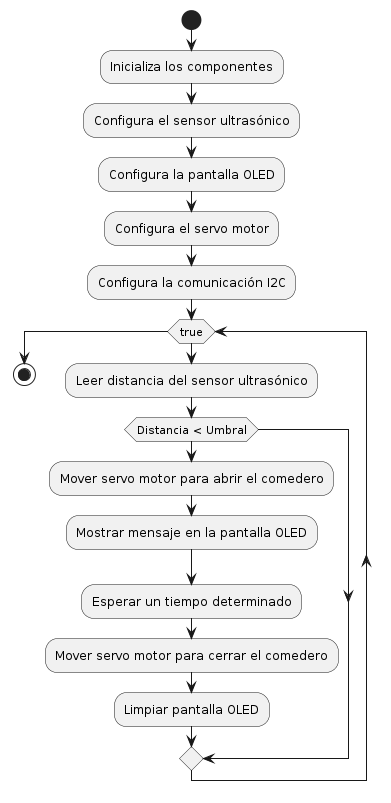 Inicializa los componentes
Configura el sensor ultrasónico
Configura la pantalla OLED
Configura el servo motor
Configura la comunicación I2C
true
Leer distancia del sensor ultrasónico
Distancia < Umbral
Mover servo motor para abrir el comedero
Mostrar mensaje en la pantalla OLED
Esperar un tiempo determinado
Mover servo motor para cerrar el comedero
Limpiar pantalla OLED